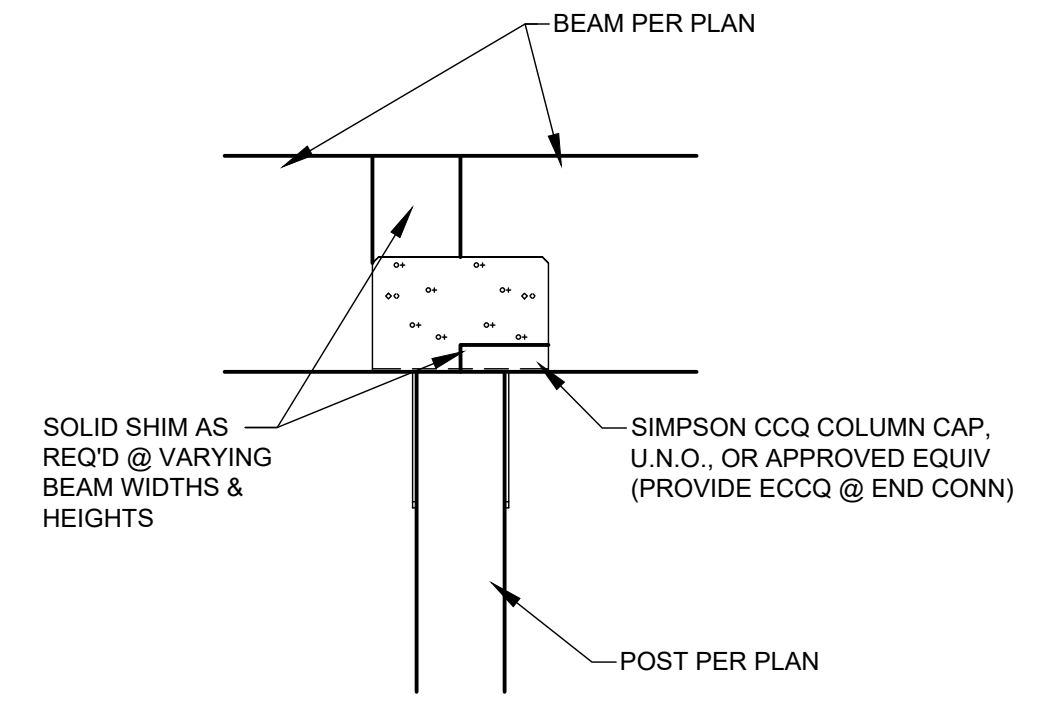 BEAM PER PLAN
SOLID SHIM AS
REQ'D @ VARYING
BEAM WIDTHS &
HEIGHTS
SIMPSON CCQ COLUMN CAP,
U.N.O., OR APPROVED EQUIV
(PROVIDE ECCQ @ END CONN)
POST PER PLAN